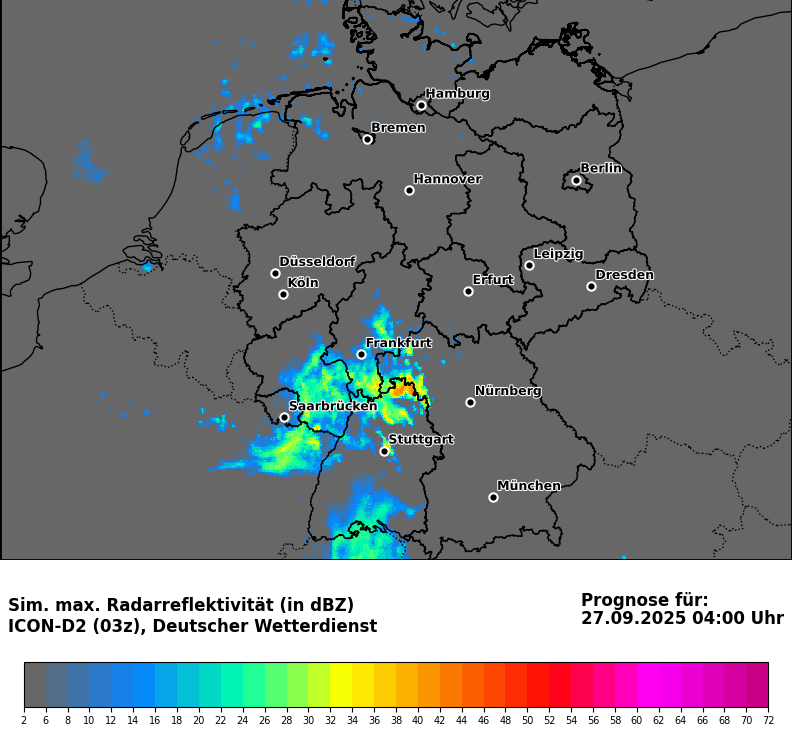 Hamburg
Bremen
Berlin
Hannover
Leipzig
Düsseldorf
Dresden
Köln
Erfurt
Frankfurt
Nürnberg
Saarbrücken
Stuttgart
München
Sim. max. Radarreflektivität (in dBZ)
ICON-D2 (03z), Deutscher Wetterdienst
Prognose für:
27.09.2025 04:00 Uhr
2 6 8 10 12 14 16 18 20 22 24 26 28 30 32 34 36 38 40 42 44 46 48 50 52 54 56 58 60 62 64 66 68 70 72